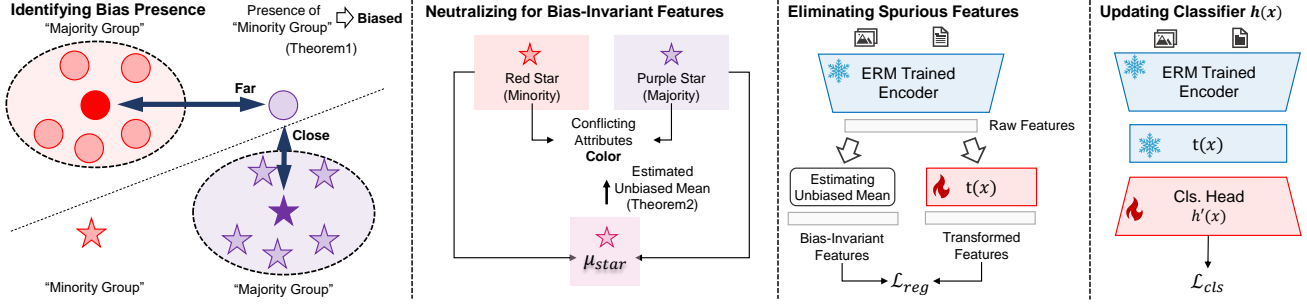 Identifying Bias Presence
"Majority Group"
Presence of
"Minority Group"
Biased
(Theorem1)
Far
Close
"Minority Group"
"Majority Group"
Neutralizing for Bias-Invariant Features
Red Star
(Minority)
Purple Star
(Majority)
Conflicting
Attributes
Color
Estimated
Unbiased Mean
(Theorem2)
μ_star
Eliminating Spurious Features
ERM Trained
Encoder
Raw Features
Estimating
Unbiased Mean
t(x)
Bias-Invariant
Features
Transformed
Features
ℒ_reg
Updating Classifier h(x)
ERM Trained
Encoder
t(x)
Cls. Head
h′(x)
ℒ_cls